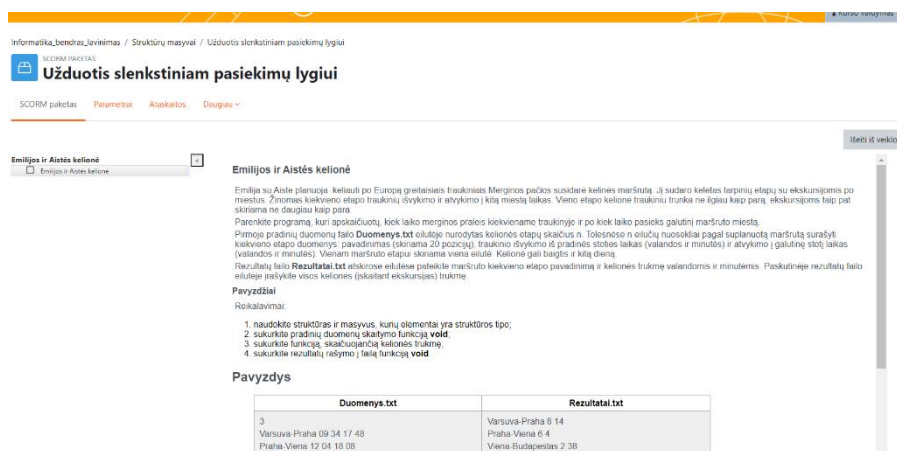 Kurso valdymas
Informatika_bendras_lavinimas / Struktūrų masyvai / Užduotis slenkstiniam pasiekimų lygiui
SCORM PAKETAS
Užduotis slenkstiniam pasiekimų lygiui
SCORM paketas Parametrai Ataskaitos Daugiau
Išeiti iš veiklo
Emilijos ir Aistės kelionė
Emilijos ir Aistės kelionė
Emilijos ir Aistės kelionė
Emilija su Aiste planuoja keliauti po Europą greitaisiais traukiniais Merginos pačios susidarė kelinės maršrutą. Jį sudaro keletas tarpinių etapų su ekskursijomis po
miestus. Žinomas kiekvieno etapo traukinių išvykimo ir atvykimo į kitą miestą laikas. Vieno etapo kelionė traukiniu trunka ne ilgiau kaip parą, ekskursijoms taip pat
skiriama ne daugiau kaip para.
Parenkite programą, kuri apskaičiuotų, kiek laiko merginos praleis kiekviename traukinyje ir po kiek laiko pasieks galutinį maršruto miestą.
Pirmoje pradinių duomenų failo Duomenys.txt eilutėje nurodytas kelionės etapų skaičius n. Tolesnėse n eilučių nuosekliai pagal suplanuotą maršrutą surašyti
kiekvieno etapo duomenys: pavadinimas (skiriama 20 pozicijų), traukinio išvykimo iš pradinės stoties laikas (valandos ir minutės) ir atvykimo į galutinę stotį laikas
(valandos ir minutės). Vienam maršruto etapui skiriama viena eilutė. Kelionė gali baigtis ir kitą dieną.
Rezultatų faile Rezultatai.txt atskirose eilutėse pateikite maršruto kiekvieno etapo pavadinimą ir kelionės trukmę valandomis ir minutėmis. Paskutinėje rezultatų failo
eilutėje įrašykite visos kelionės (įskaitant ekskursijas) trukmę.
Pavyzdžiai
Reikalavimai:
1. naudokite struktūras ir masyvus, kurių elementai yra struktūros tipo;
2. sukurkite pradinių duomenų skaitymo funkciją void;
3. sukurkite funkciją, skaičiuojančią kelionės trukmę;
4. sukurkite rezultatų rašymo į failą funkciją void.
Pavyzdys
Duomenys.txt Rezultatai.txt
3 Varsuva-Praha 8 14
Varsuva-Praha 09 34 17 48 Praha-Viena 6 4
Praha-Viena 12 04 18 08 Viena-Budapestas 2 38